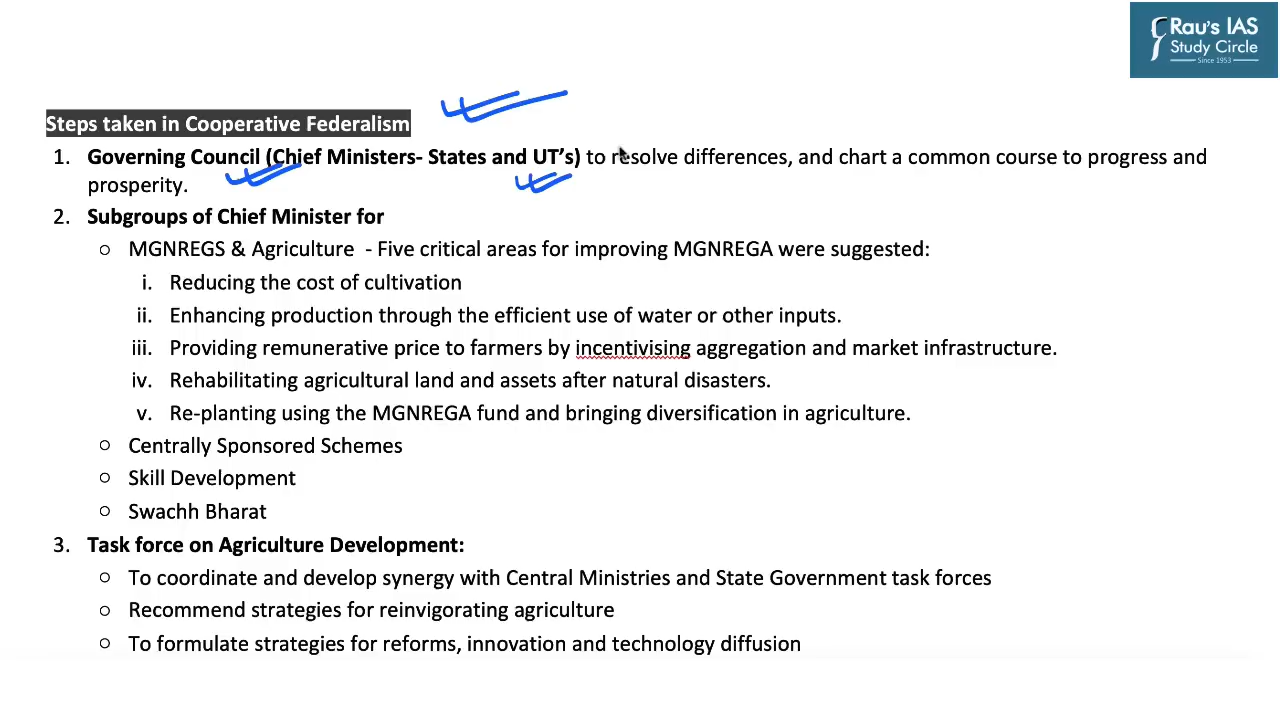 Rau's IAS
Study Circle
Since 1953
Steps taken in Cooperative Federalism
1. Governing Council (Chief Ministers- States and UT's) to resolve differences, and chart a common course to progress and
prosperity.
2. Subgroups of Chief Minister for
o MGNREGS & Agriculture - Five critical areas for improving MGNREGA were suggested:
i. Reducing the cost of cultivation
ii. Enhancing production through the efficient use of water or other inputs.
iii. Providing remunerative price to farmers by incentivising aggregation and market infrastructure.
iv. Rehabilitating agricultural land and assets after natural disasters.
v. Re-planting using the MGNREGA fund and bringing diversification in agriculture.
o Centrally Sponsored Schemes
o Skill Development
o Swachh Bharat
3. Task force on Agriculture Development:
o To coordinate and develop synergy with Central Ministries and State Government task forces
o Recommend strategies for reinvigorating agriculture
o To formulate strategies for reforms, innovation and technology diffusion